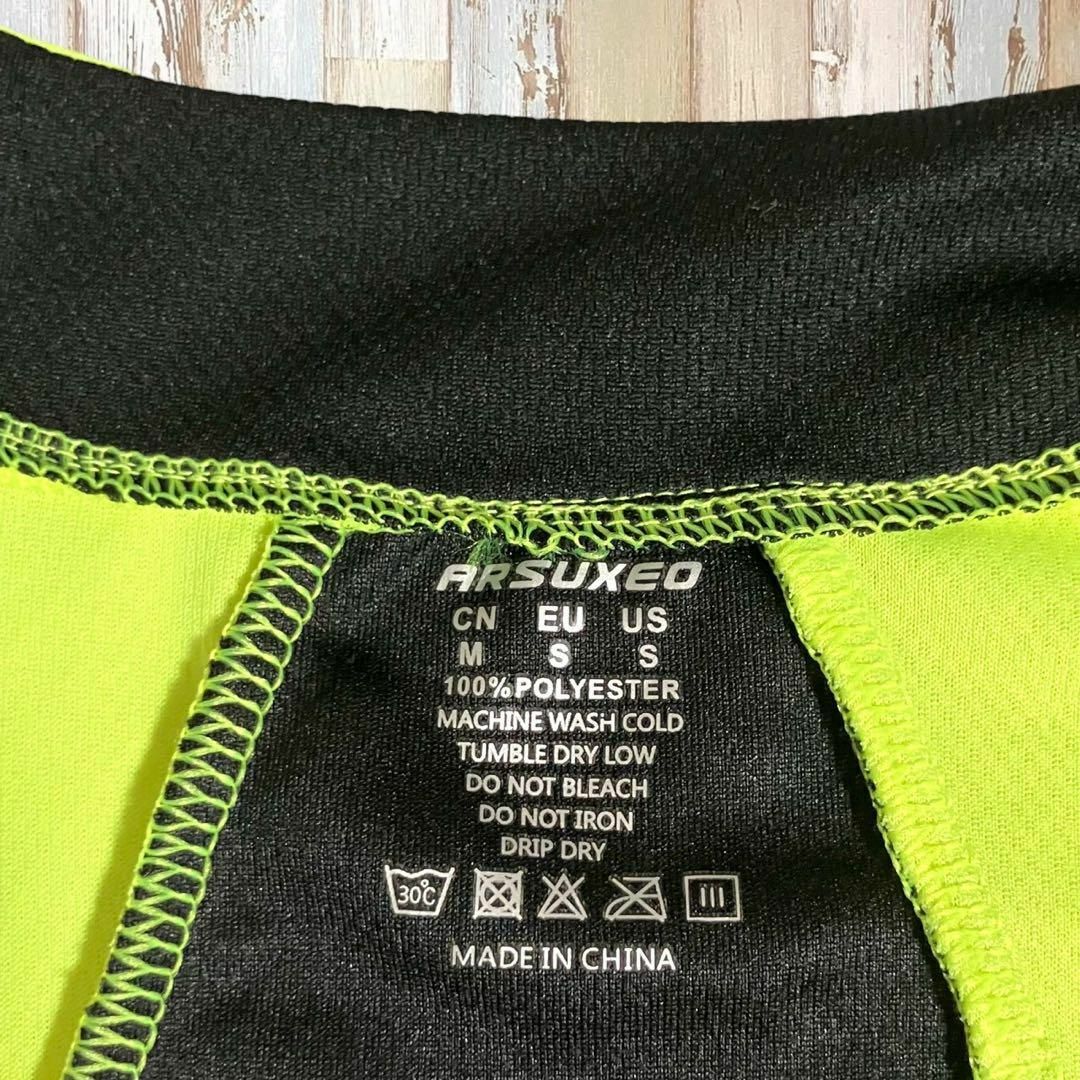 ARSUXEO
CN EU US
M S S
100%POLYESTER
MACHINE WASH COLD
TUMBLE DRY LOW
DO NOT BLEACH
DO NOT IRON
DRIP DRY
30℃
MADE IN CHINA